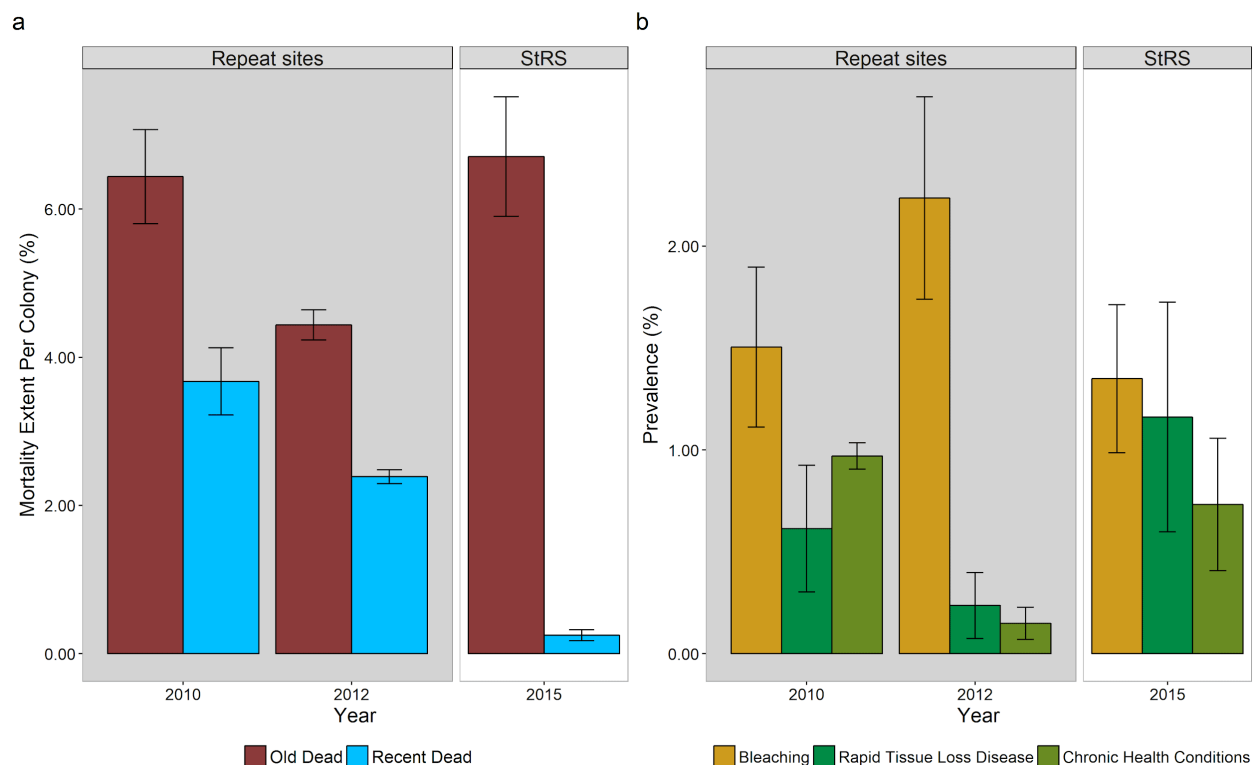 a
Repeat sites
StRS
6.00
4.00
2.00
0.00
Mortality Extent Per Colony (%)
2010
2012
2015
Year
Old Dead
Recent Dead
b
Repeat sites
StRS
2.00
1.00
0.00
Prevalence (%)
2010
2012
2015
Year
Bleaching
Rapid Tissue Loss Disease
Chronic Health Conditions